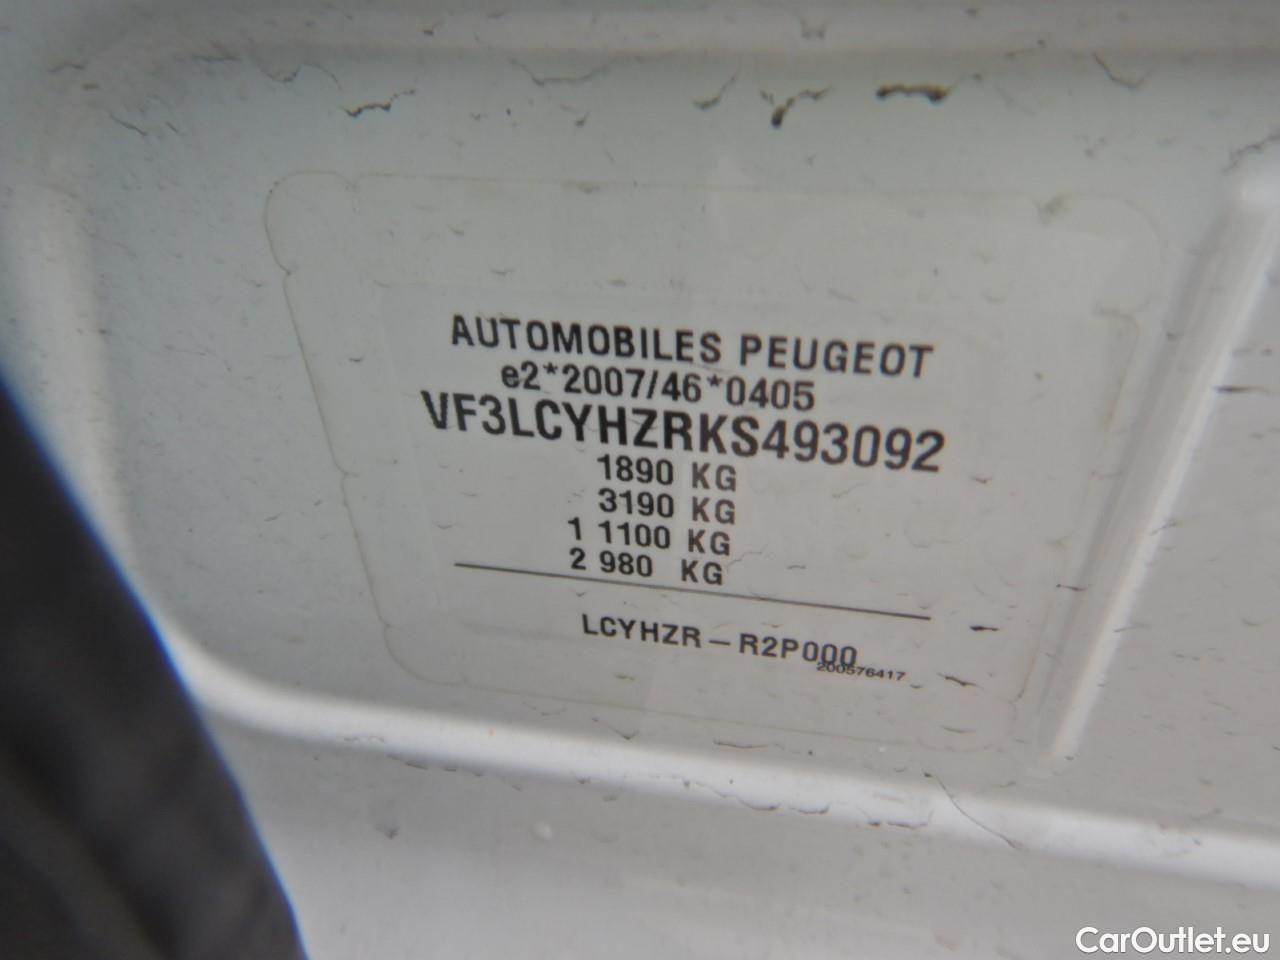 AUTOMOBILES PEUGEOT
e2*2007/46*0405
VF3LCYHZRKS493092
1890 KG
3190 KG
1 1100 KG
2 980 KG
LCYHZR – R2P000
200576417
CarOutlet.eu